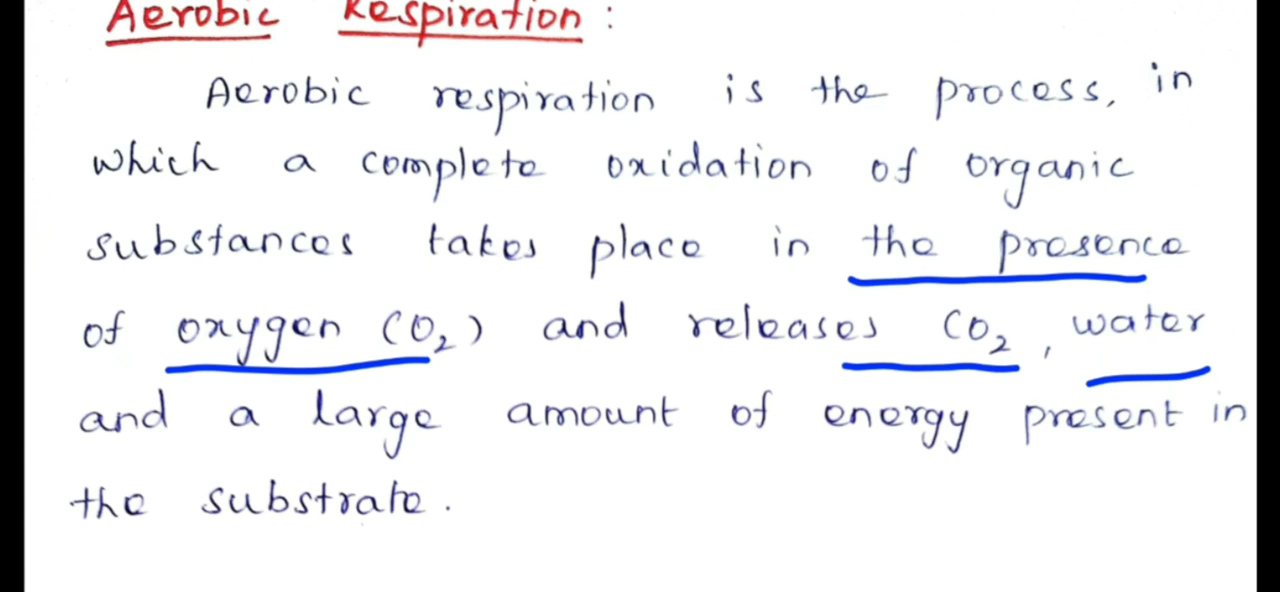 Aerobic Respiration :
Aerobic respiration is the process, in
which a complete oxidation of organic
substances takes place in the presence
of oxygen (O₂) and releases CO₂, water
and a large amount of energy present in
the substrate.